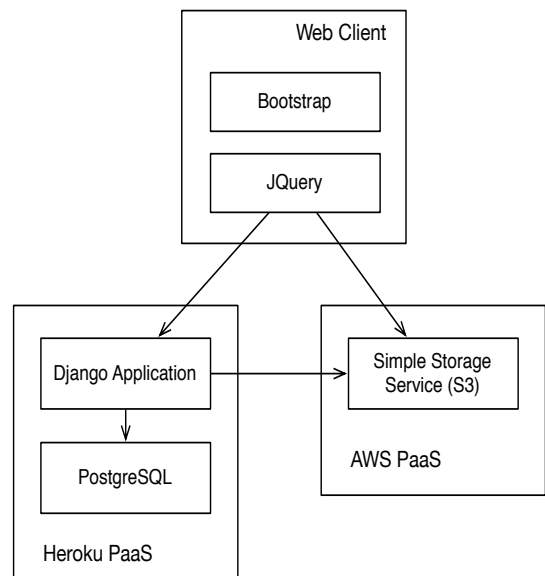 Web Client
Bootstrap
JQuery
Django Application
Simple Storage
Service (S3)
PostgreSQL
AWS PaaS
Heroku PaaS